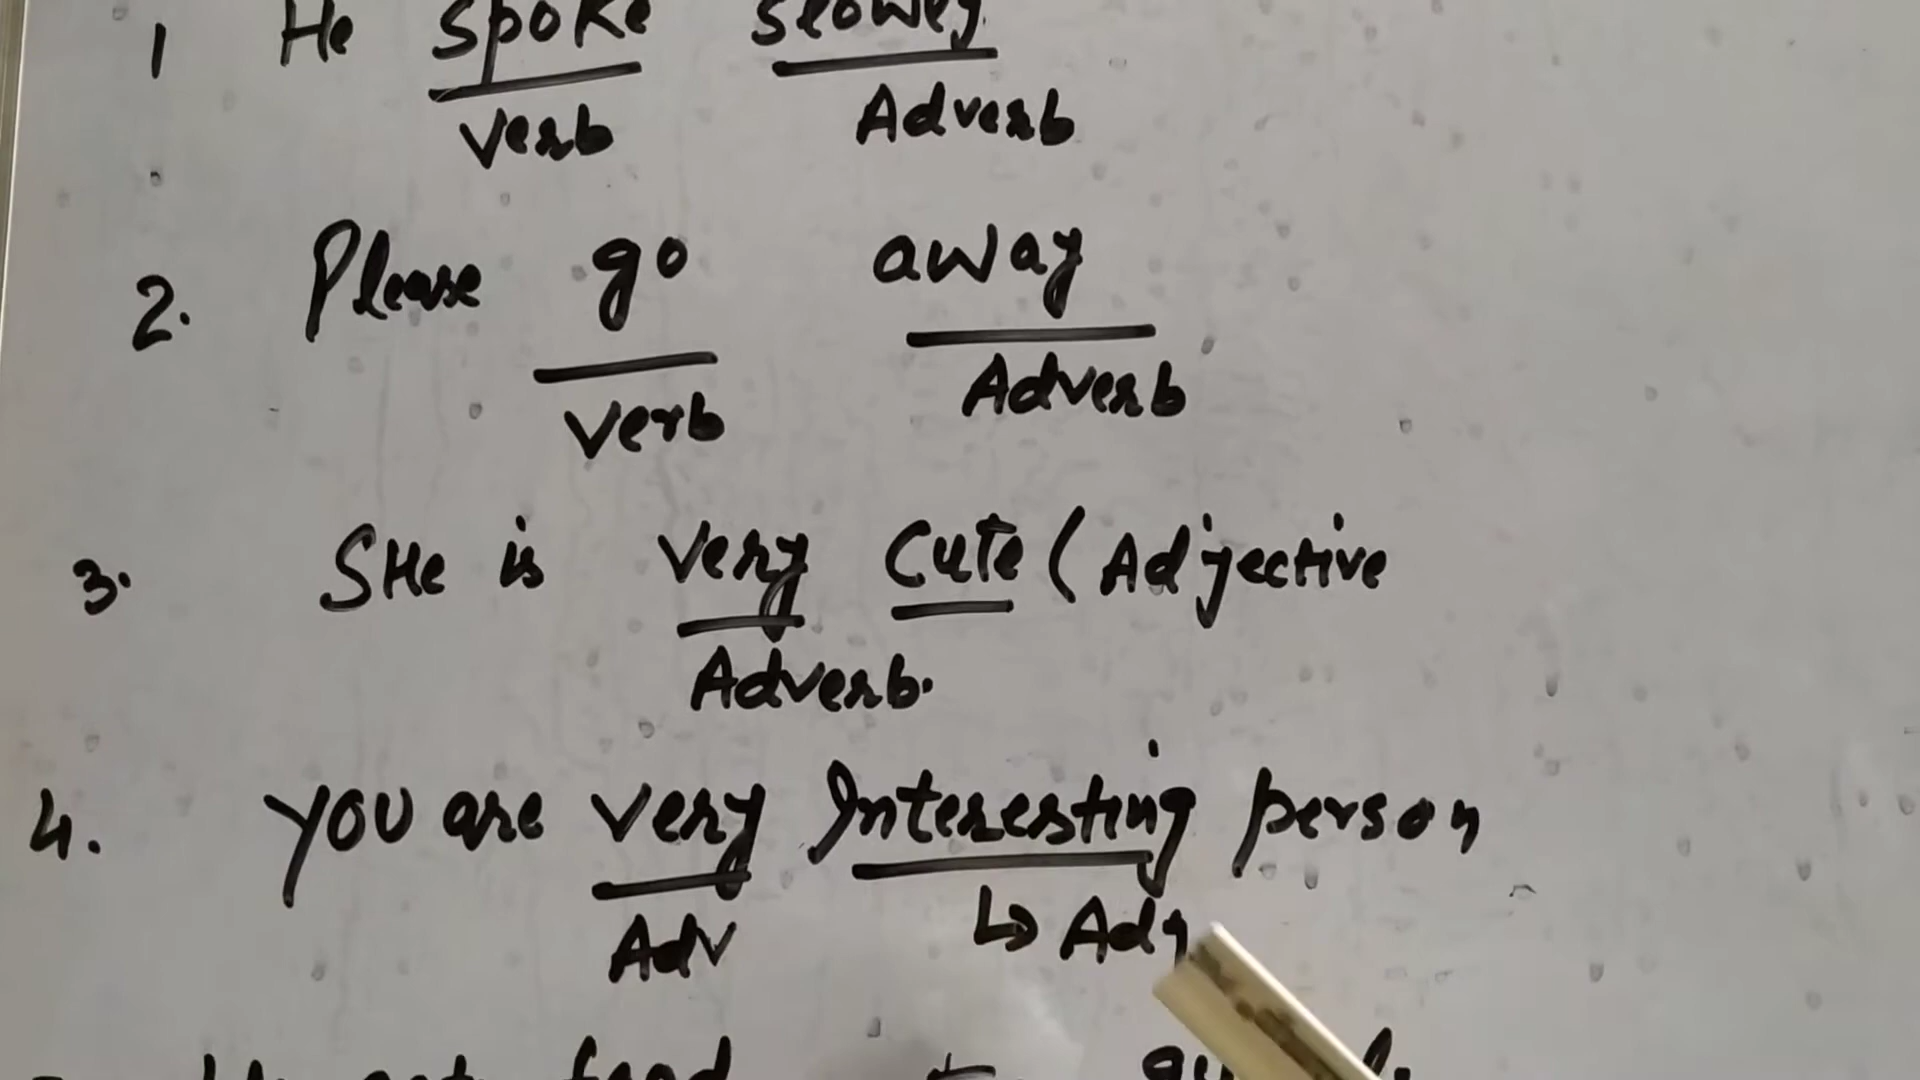 1 He spoke slowly
Verb Adverb
2. Please go away
Verb Adverb
3. SHe is very Cute (Adjective
Adverb.
4. YOU are very Interesting person
Adv ↳ Adj
food